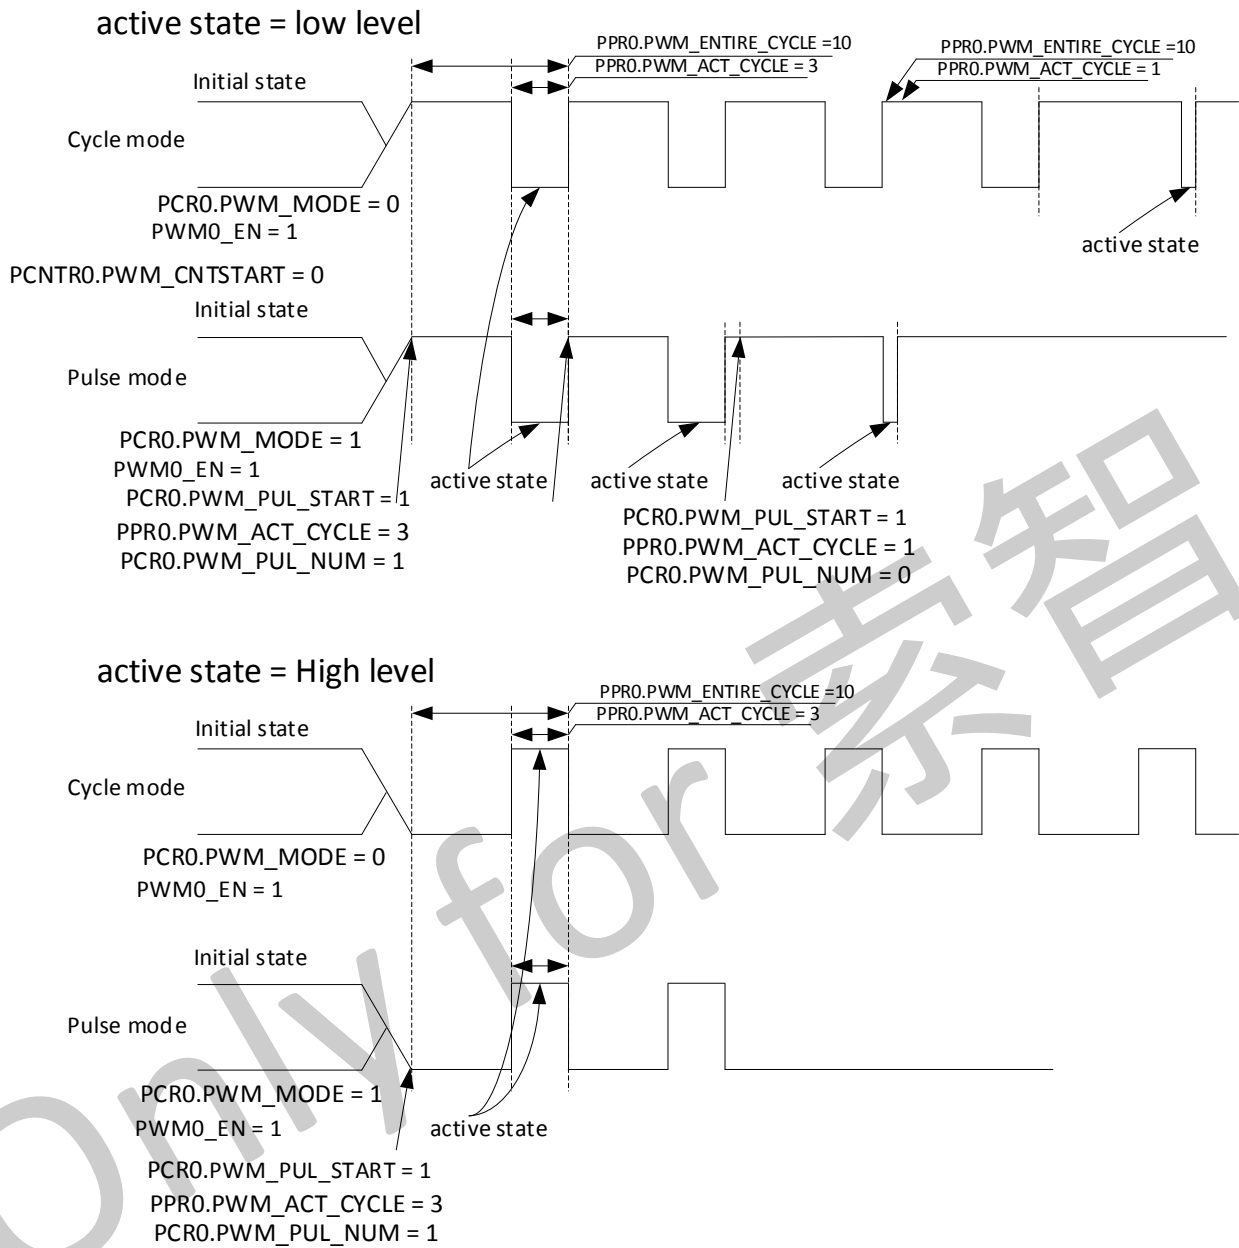 active state = low level
PPR0.PWM_ENTIRE_CYCLE =10
PPR0.PWM_ACT_CYCLE = 3
PPR0.PWM_ENTIRE_CYCLE=10
PPR0.PWM_ACT_CYCLE = 1
Initial state
Cycle mode
PCR0.PWM_MODE = 0
PWM0_EN = 1
active state
PCNTR0.PWM_CNTSTART = 0
Initial state
Pulse mode
PCR0.PWM_MODE = 1
PWM0_EN = 1
PCR0.PWM_PUL_START = 1
PPR0.PWM_ACT_CYCLE = 3
PCR0.PWM_PUL_NUM = 1
active state
active state
active state
PCR0.PWM_PUL_START = 1
PPR0.PWM_ACT_CYCLE = 1
PCR0.PWM_PUL_NUM = 0
active state = High level
PPR0.PWM_ENTIRE_CYCLE =10
PPR0.PWM_ACT_CYCLE = 3
Initial state
Cycle mode
PCR0.PWM_MODE = 0
PWM0_EN = 1
Initial state
Pulse mode
PCR0.PWM_MODE = 1
PWM0_EN = 1
active state
PCR0.PWM_PUL_START = 1
PPR0.PWM_ACT_CYCLE = 3
PCR0.PWM_PUL_NUM = 1
Only for 索智